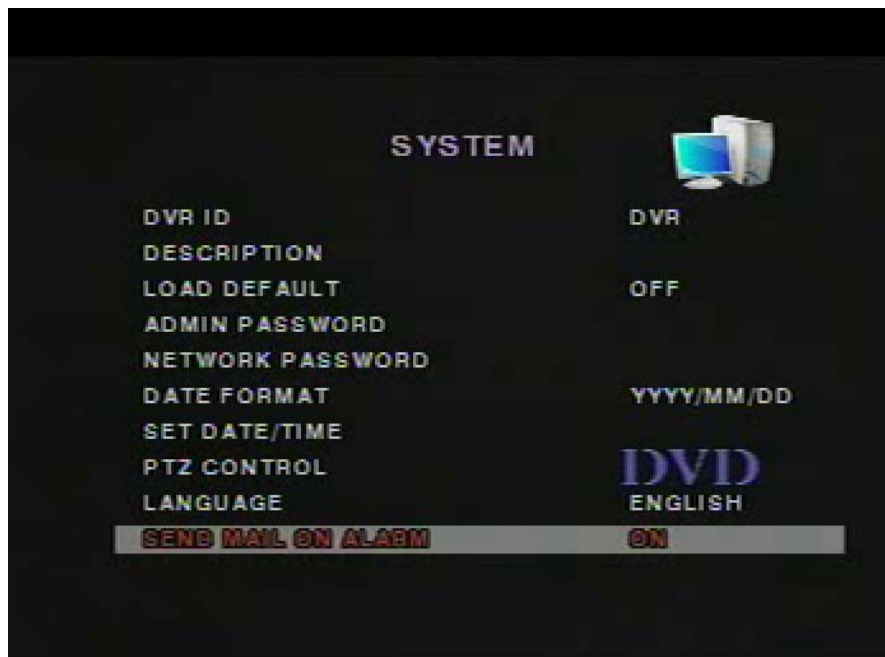 SYSTEM
DVR ID DVR
DESCRIPTION
LOAD DEFAULT OFF
ADMIN PASSWORD
NETWORK PASSWORD
DATE FORMAT YYYY/MM/DD
SET DATE/TIME
PTZ CONTROL DVD
LANGUAGE ENGLISH
SEND MAIL ON ALARM ON